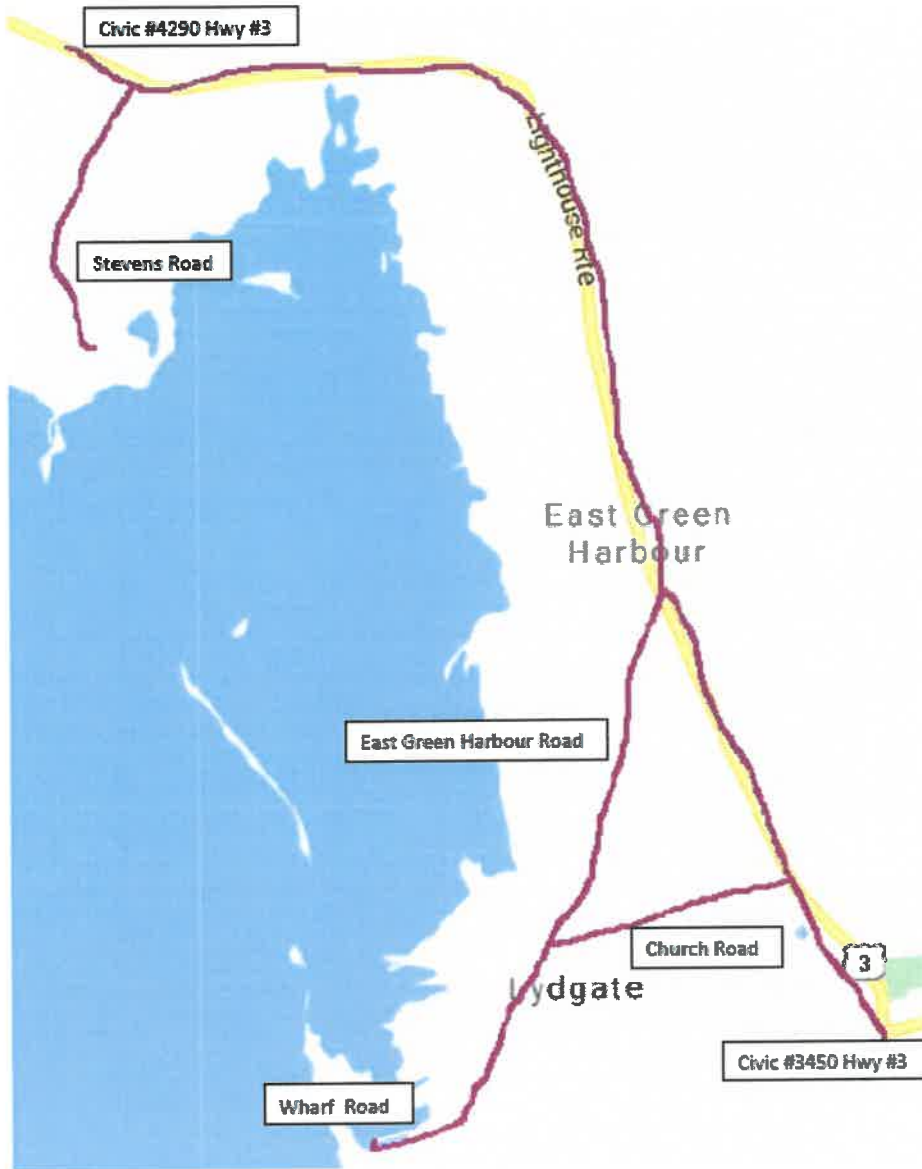 Civic #4290 Hwy #3
Lighthouse Rte
Stevens Road
East Green
Harbour
East Green Harbour Road
Church Road
3
Lydgate
Civic #3450 Hwy #3
Wharf Road